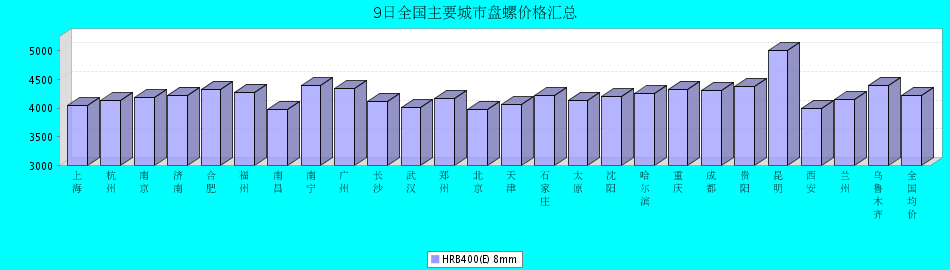 9日全国主要城市盘螺价格汇总
5000
4500
4000
3500
3000
上海
杭州
南京
济南
合肥
福州
南昌
南宁
广州
长沙
武汉
郑州
北京
天津
石家庄
太原
沈阳
哈尔滨
重庆
成都
贵阳
昆明
西安
兰州
乌鲁木齐
全国均价
HRB400(E) 8mm